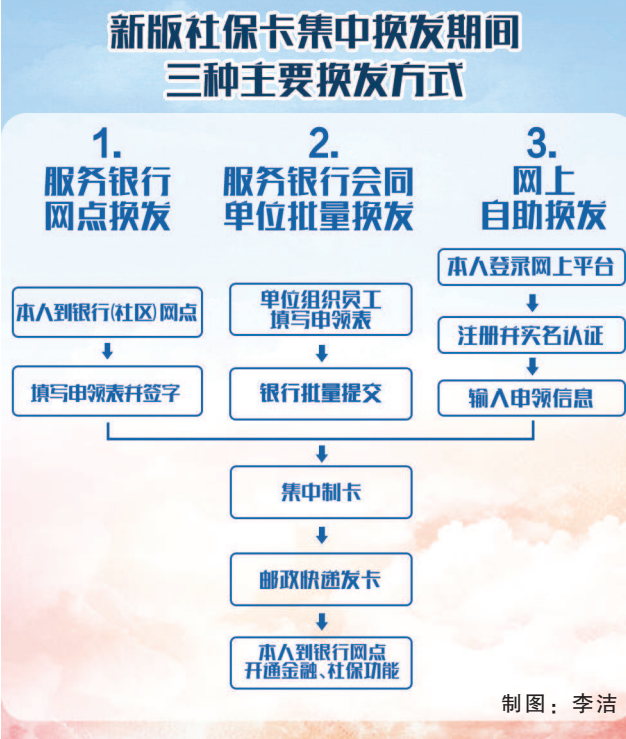 新版社保卡集中换发期间
三种主要换发方式
1.
服务银行
网点换发
本人到银行(社区)网点
填写申领表并签字
2.
服务银行会同
单位批量换发
单位组织员工
填写申领表
银行批量提交
3.
网上
自助换发
本人登录网上平台
注册并实名认证
输入申领信息
集中制卡
邮政快递发卡
本人到银行网点
开通金融、社保功能
制图：李洁